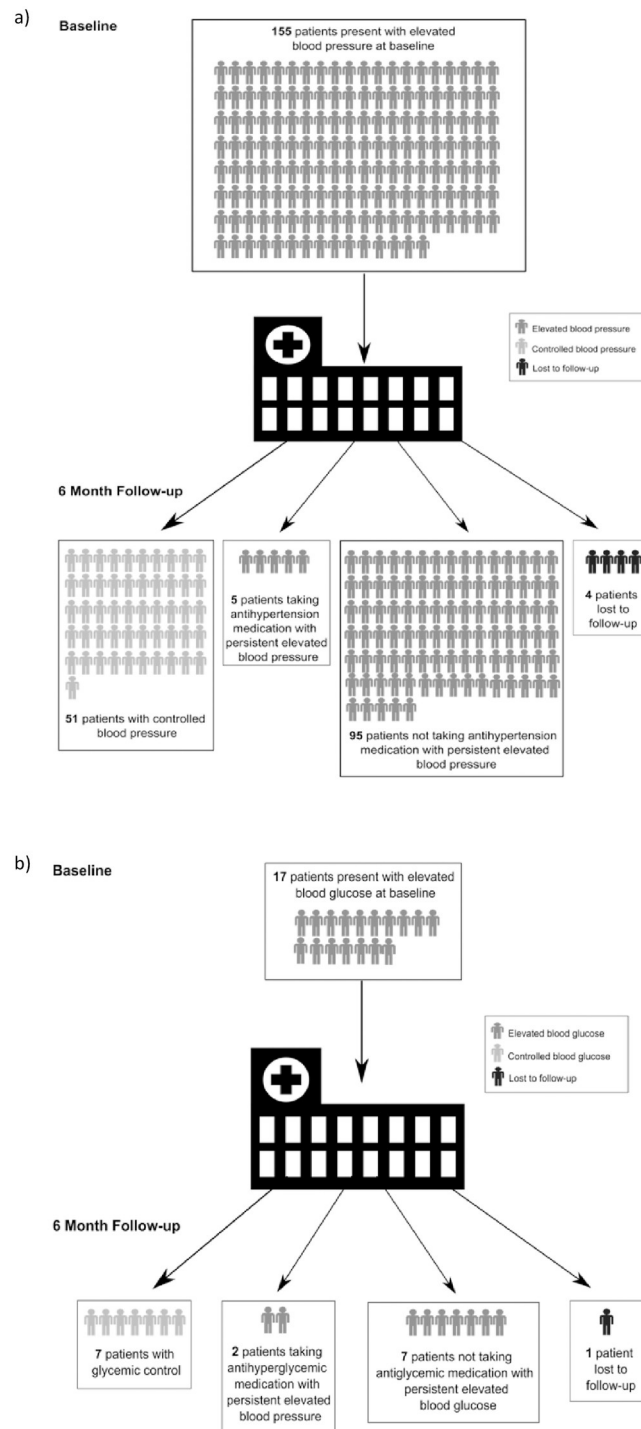 a)
Baseline
155 patients present with elevated
blood pressure at baseline
Elevated blood pressure
Controlled blood pressure
Lost to follow-up
6 Month Follow-up
51 patients with controlled
blood pressure
5 patients taking
antihypertension
medication with
persistent elevated
blood pressure
95 patients not taking antihypertension
medication with persistent elevated
blood pressure
4 patients
lost to
follow-up
b)
Baseline
17 patients present with elevated
blood glucose at baseline
Elevated blood glucose
Controlled blood glucose
Lost to follow-up
6 Month Follow-up
7 patients with
glycemic control
2 patients taking
antihyperglycemic
medication with
persistent elevated
blood pressure
7 patients not taking
antiglycemic medication with
persistent elevated
blood glucose
1 patient
lost to
follow-up